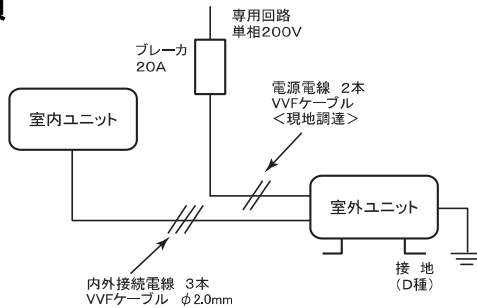 専用回路
単相200V
ブレーカ
20A
電源電線 2本
VVFケーブル
<現地調達>
室内ユニット
室外ユニット
接 地
(D種)
内外接続電線 3本
VVFケーブル φ2.0mm